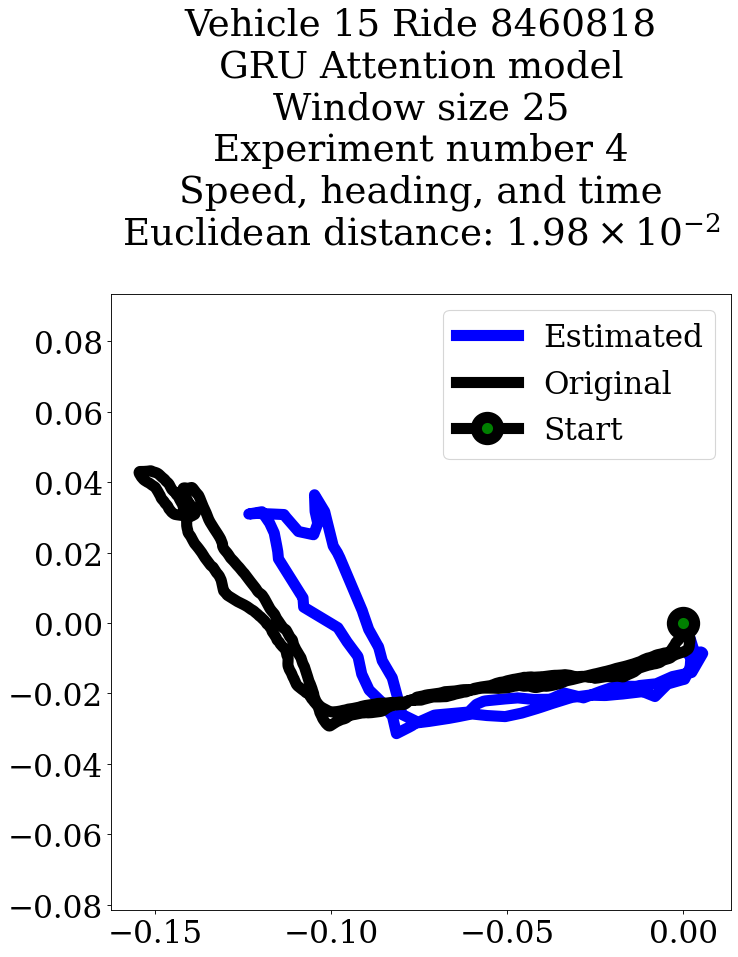 Vehicle 15 Ride 8460818
GRU Attention model
Window size 25
Experiment number 4
Speed, heading, and time
Euclidean distance: 1.98 × 10⁻²
Estimated
Original
Start
0.08
0.06
0.04
0.02
0.00
−0.02
−0.04
−0.06
−0.08
−0.15 −0.10 −0.05 0.00